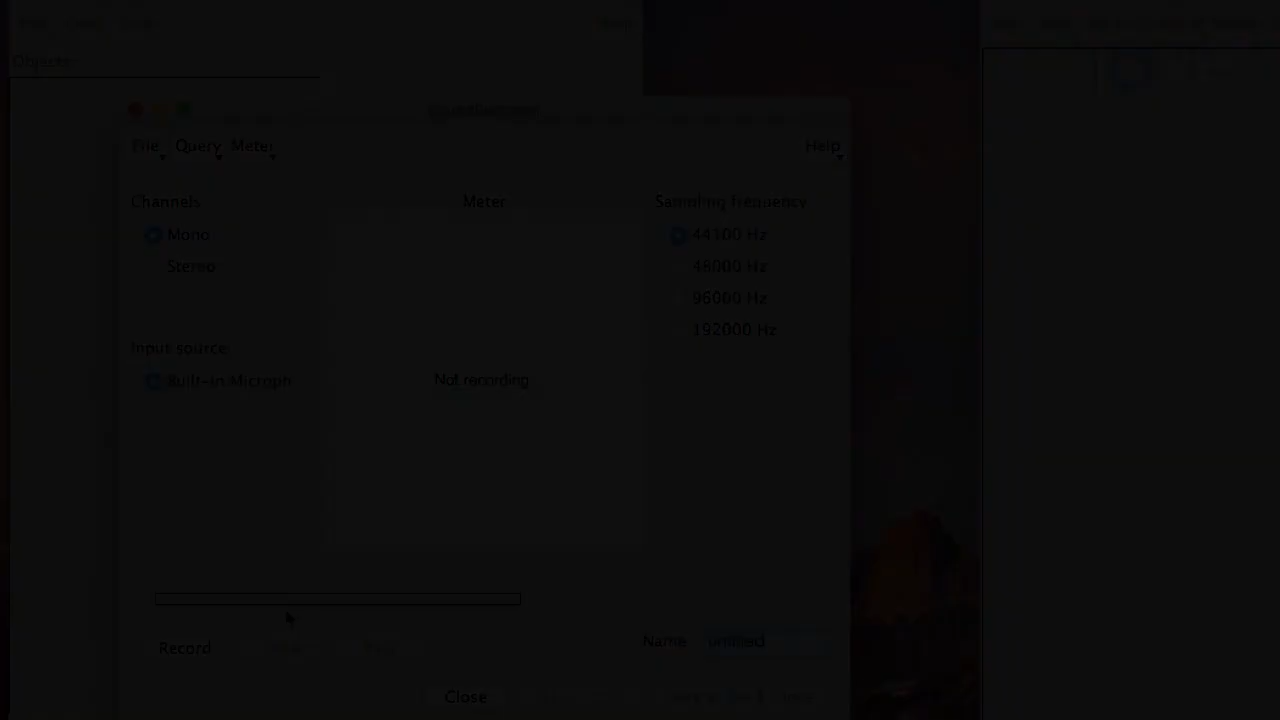 Objects
File Query Meter Help
Channels Meter Sampling frequency
Mono 44100 Hz
Stereo 48000 Hz
96000 Hz
192000 Hz
Input source
Built-in Microph Not recording
Record
Name untitled
Close